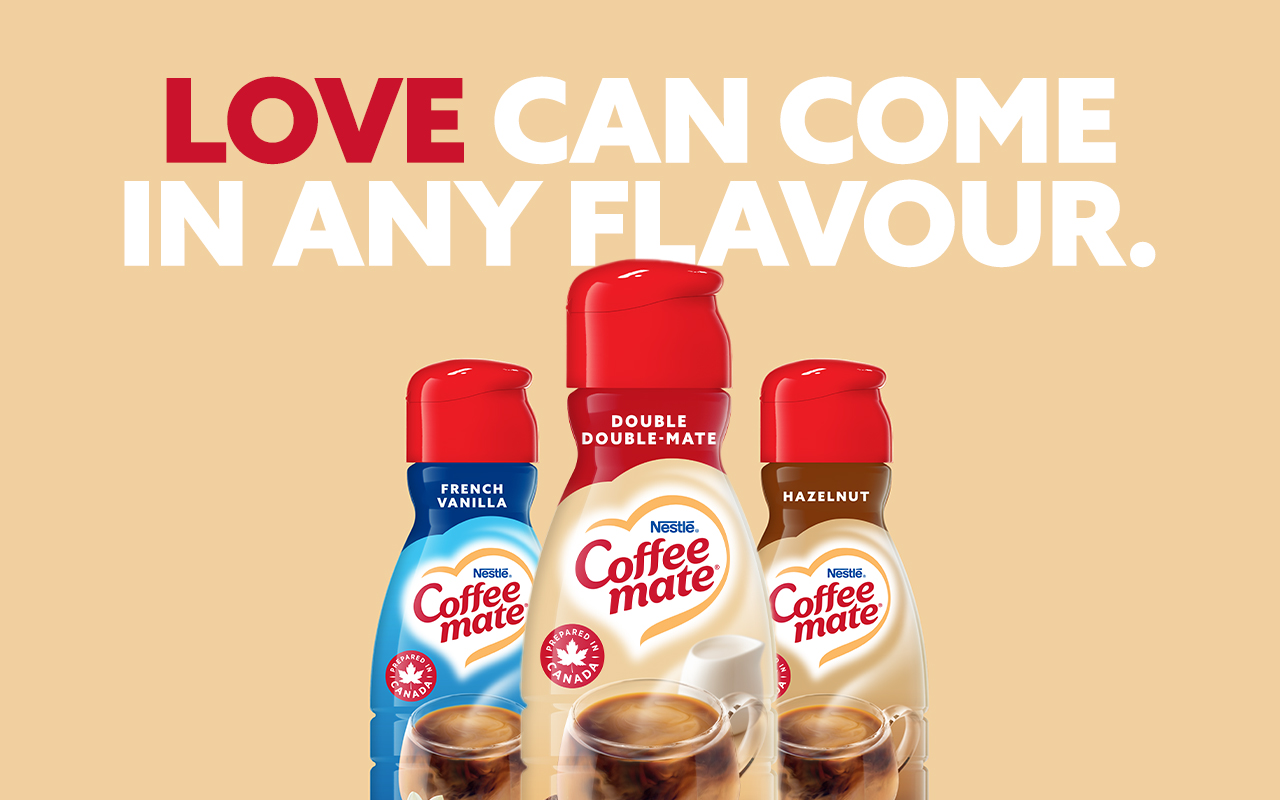 LOVE CAN COME
IN ANY FLAVOUR.
FRENCH
VANILLA
Nestlé®
Coffee
mate®
PREPARED IN
CANADA
DOUBLE
DOUBLE-MATE
Nestlé®
Coffee
mate®
PREPARED IN
CANADA
HAZELNUT
Nestlé®
Coffee
mate®